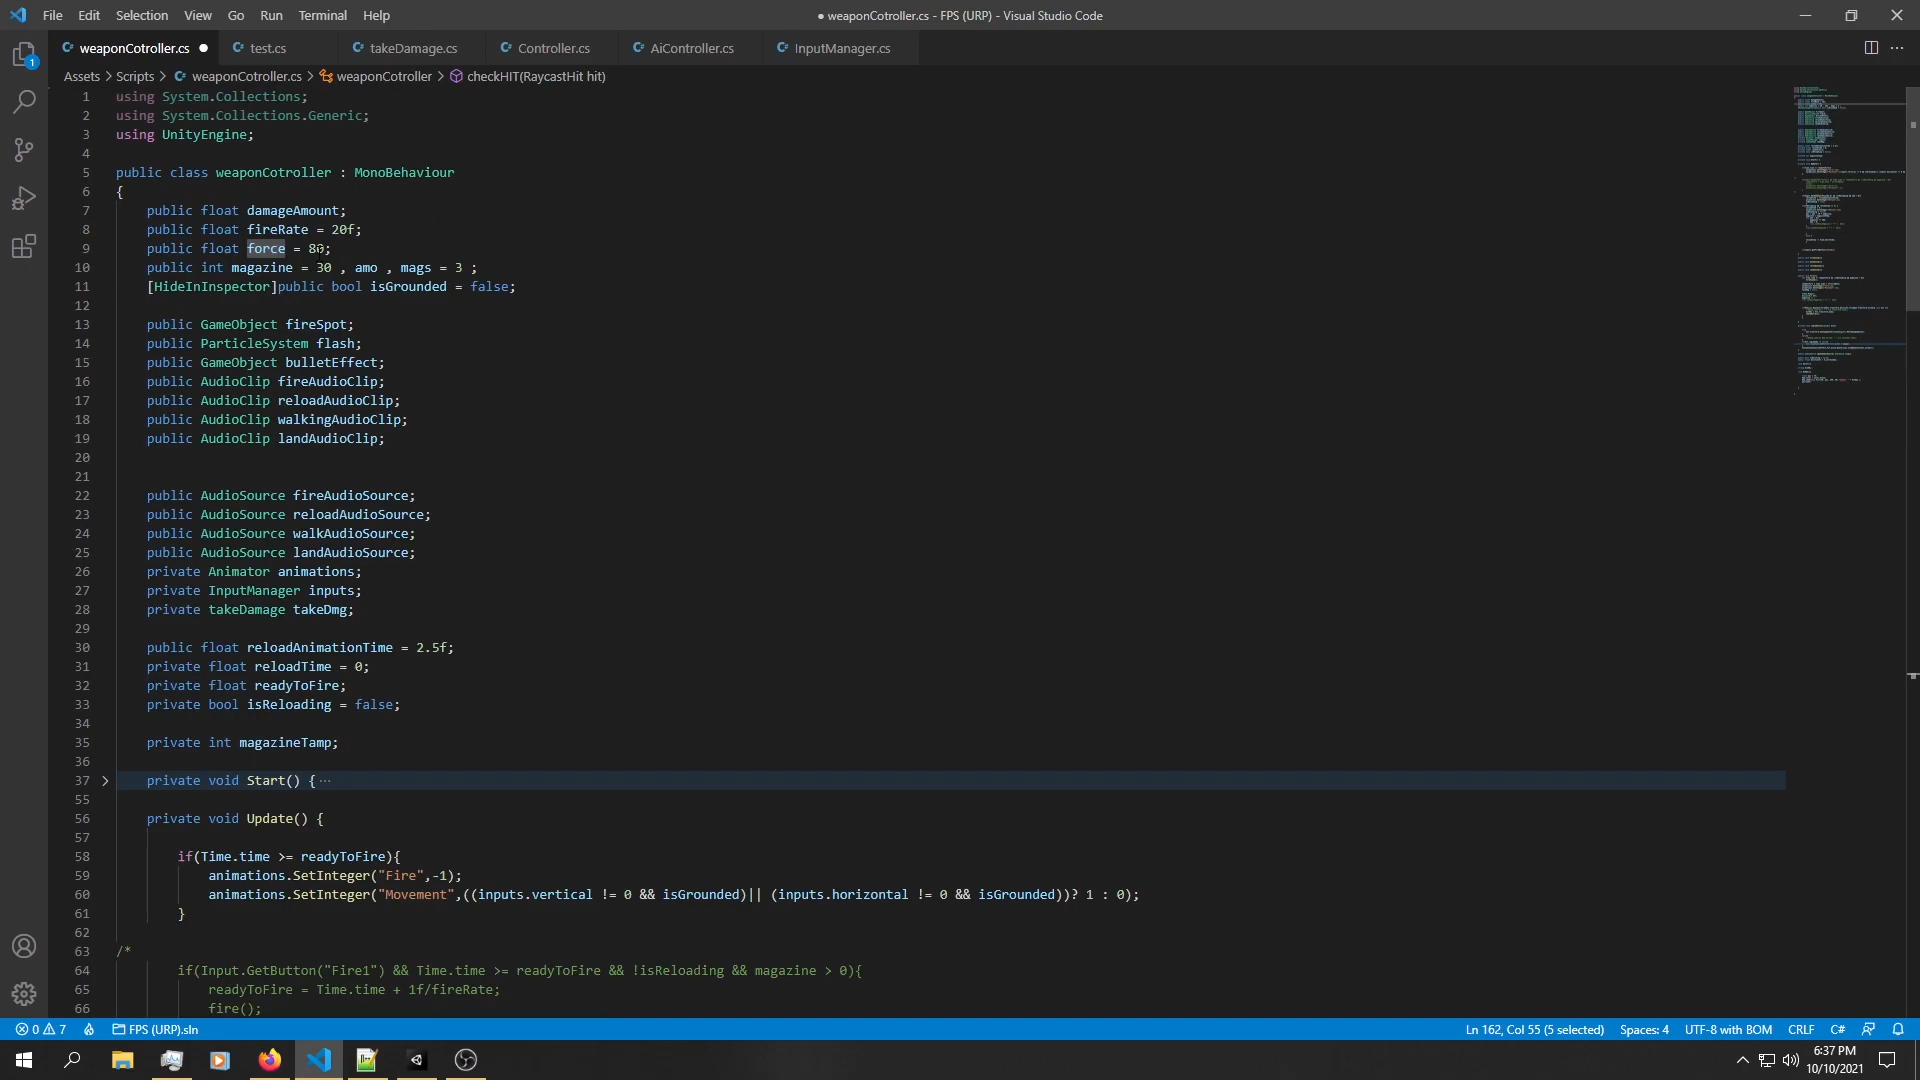 File Edit Selection View Go Run Terminal Help
● weaponCotroller.cs - FPS (URP) - Visual Studio Code
weaponCotroller.cs ● test.cs takeDamage.cs Controller.cs AiController.cs InputManager.cs
Assets > Scripts > weaponCotroller.cs > weaponCotroller > checkHIT(RaycastHit hit)
1 using System.Collections;
2 using System.Collections.Generic;
3 using UnityEngine;
4
5 public class weaponCotroller : MonoBehaviour
6 {
7 public float damageAmount;
8 public float fireRate = 20f;
9 public float force = 80;
10 public int magazine = 30 , amo , mags = 3 ;
11 [HideInInspector]public bool isGrounded = false;
12
13 public GameObject fireSpot;
14 public ParticleSystem flash;
15 public GameObject bulletEffect;
16 public AudioClip fireAudioClip;
17 public AudioClip reloadAudioClip;
18 public AudioClip walkingAudioClip;
19 public AudioClip landAudioClip;
20
21
22 public AudioSource fireAudioSource;
23 public AudioSource reloadAudioSource;
24 public AudioSource walkAudioSource;
25 public AudioSource landAudioSource;
26 private Animator animations;
27 private InputManager inputs;
28 private takeDamage takeDmg;
29
30 public float reloadAnimationTime = 2.5f;
31 private float reloadTime = 0;
32 private float readyToFire;
33 private bool isReloading = false;
34
35 private int magazineTamp;
36
37 private void Start() { ···
55
56 private void Update() {
57
58 if(Time.time >= readyToFire){
59 animations.SetInteger("Fire",-1);
60 animations.SetInteger("Movement",((inputs.vertical != 0 && isGrounded)|| (inputs.horizontal != 0 && isGrounded))? 1 : 0);
61 }
62
63 /*
64 if(Input.GetButton("Fire1") && Time.time >= readyToFire && !isReloading && magazine > 0){
65 readyToFire = Time.time + 1f/fireRate;
66 fire();
1
0 7 FPS (URP).sln Ln 162, Col 55 (5 selected) Spaces: 4 UTF-8 with BOM CRLF C#
6:37 PM
10/10/2021